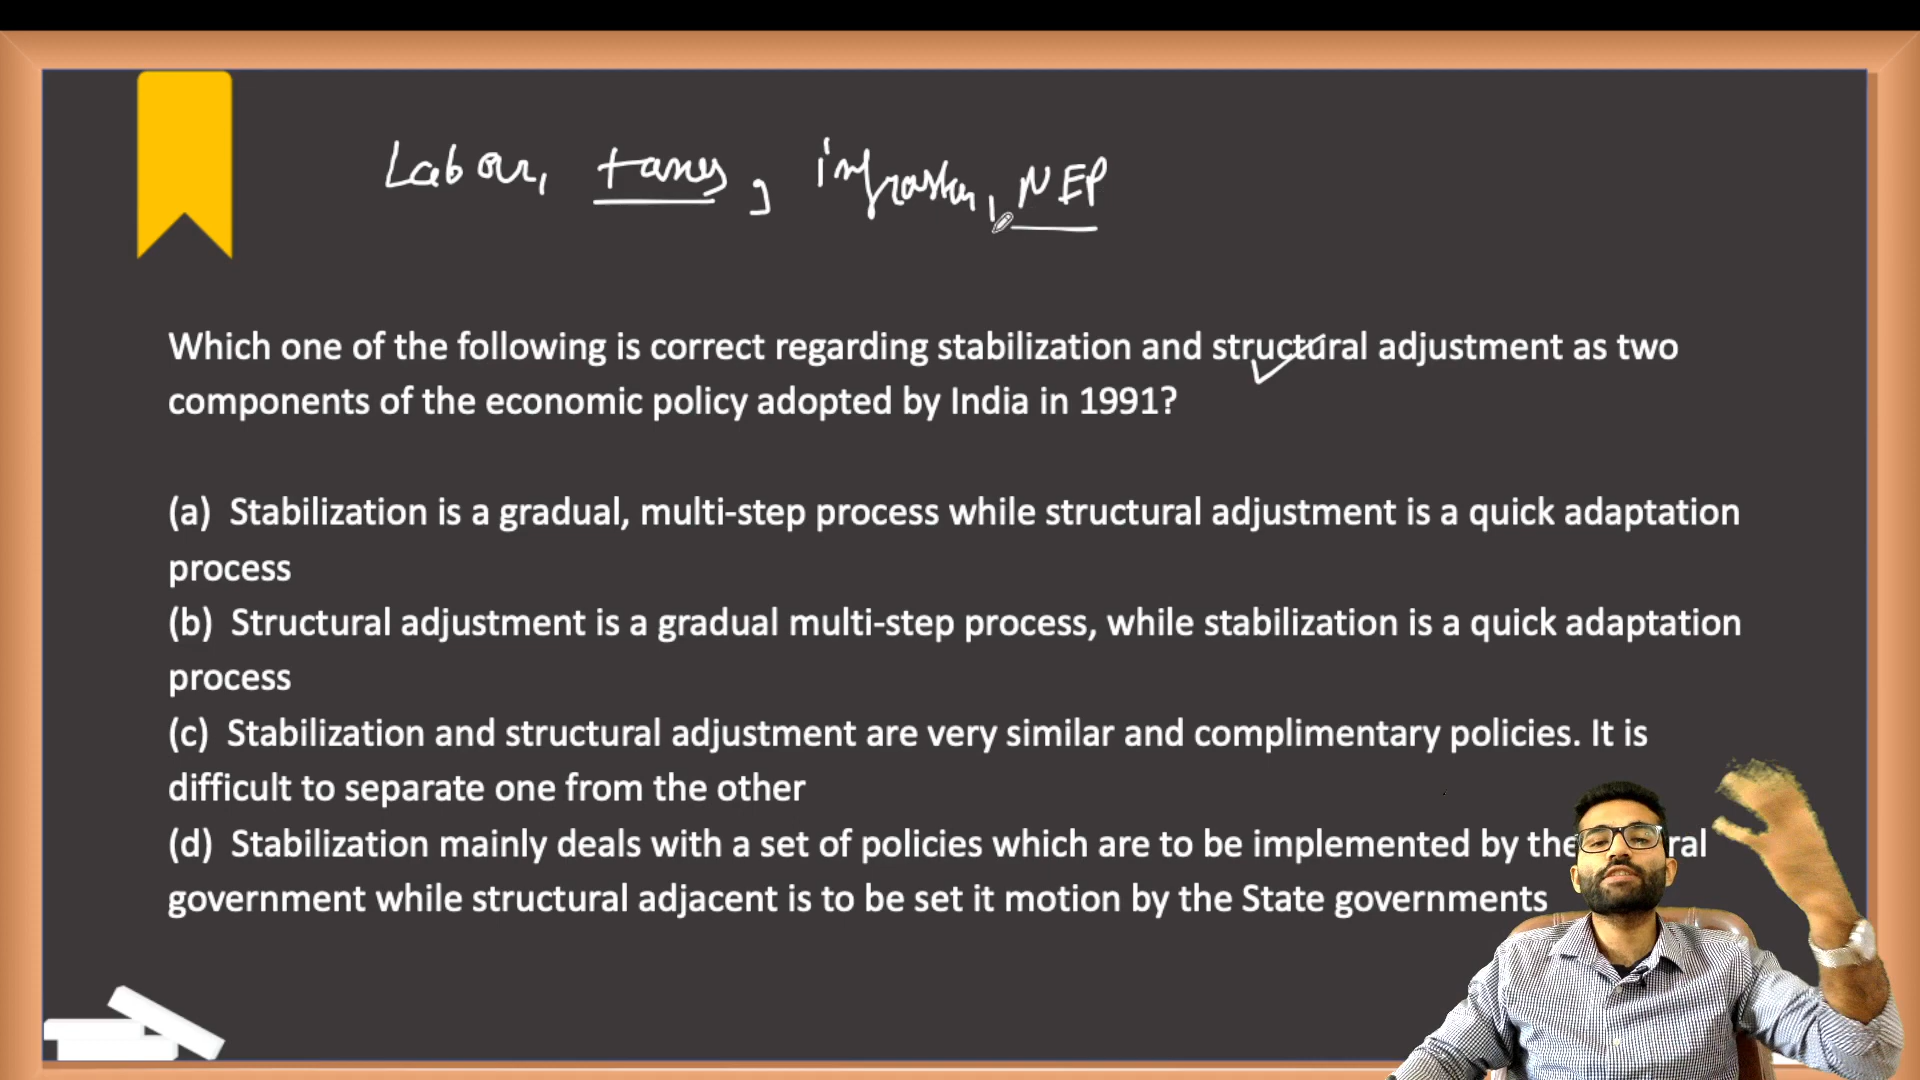 Labour, taxes, infrastr, NEP
Which one of the following is correct regarding stabilization and structural adjustment as two
components of the economic policy adopted by India in 1991?
(a) Stabilization is a gradual, multi-step process while structural adjustment is a quick adaptation
process
(b) Structural adjustment is a gradual multi-step process, while stabilization is a quick adaptation
process
(c) Stabilization and structural adjustment are very similar and complimentary policies. It is
difficult to separate one from the other
(d) Stabilization mainly deals with a set of policies which are to be implemented by the ral
government while structural adjacent is to be set it motion by the State governments